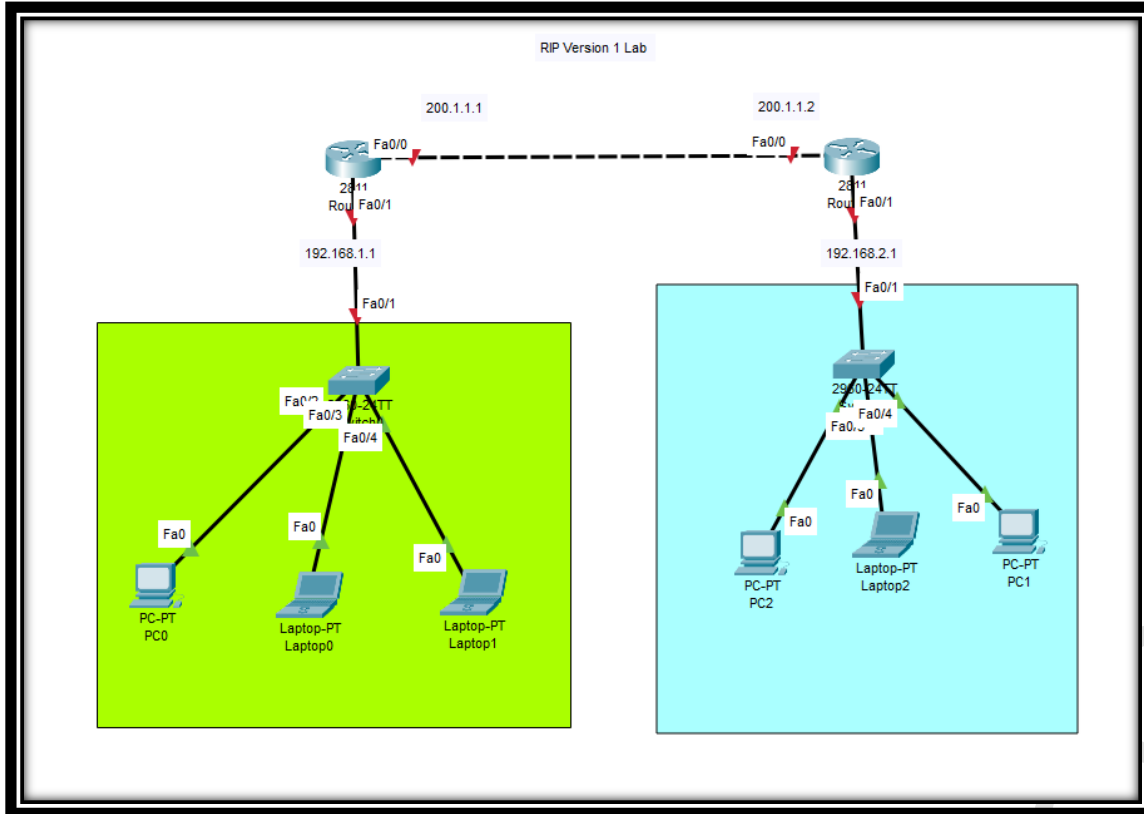 RIP Version 1 Lab
200.1.1.1
200.1.1.2
Fa0/0
Fa0/0
2811
2811
Fa0/1
Fa0/1
192.168.1.1
192.168.2.1
Fa0/1
Fa0/1
Fa0/3
Fa0/4
Fa0/4
Fa0
Fa0
Fa0
Fa0
Fa0
Fa0
PC-PT
PC0
Laptop-PT
Laptop0
Laptop-PT
Laptop1
PC-PT
PC2
Laptop-PT
Laptop2
PC-PT
PC1